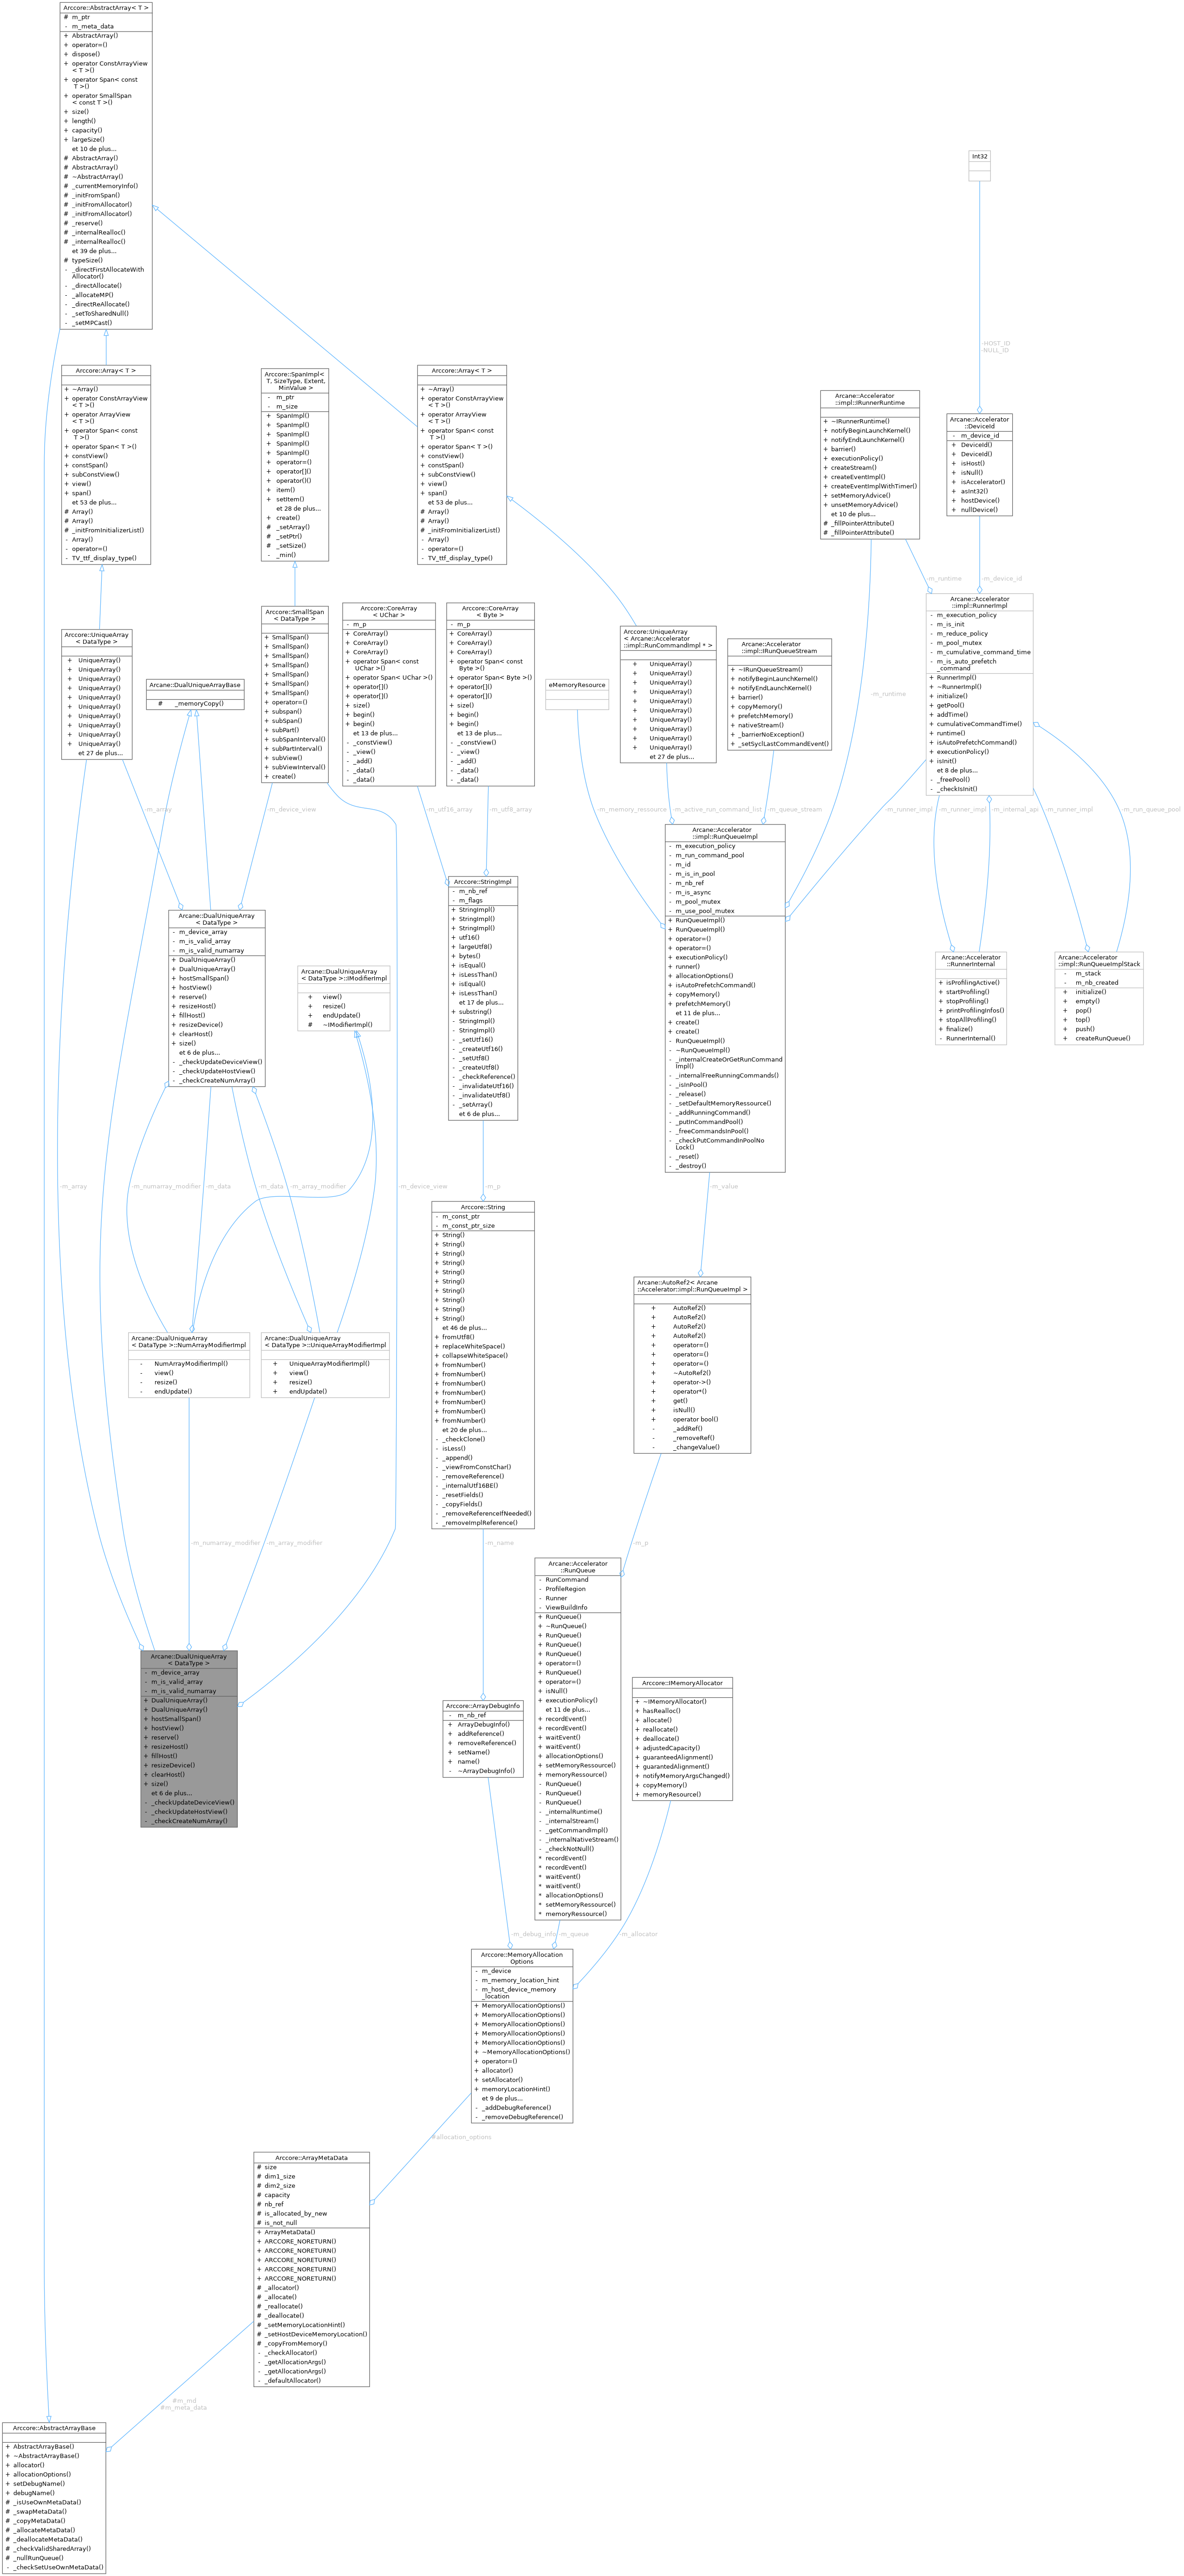 Arccore::AbstractArray< T >
# m_ptr
- m_meta_data
+ AbstractArray()
+ operator=()
+ dispose()
+ operator ConstArrayView
< T >()
+ operator Span< const
T >()
+ operator SmallSpan
< const T >()
+ size()
+ length()
+ capacity()
+ largeSize()
et 10 de plus...
# AbstractArray()
# AbstractArray()
# ~AbstractArray()
# _currentMemoryInfo()
# _initFromSpan()
# _initFromAllocator()
# _initFromAllocator()
# _reserve()
# _internalRealloc()
# _internalRealloc()
et 39 de plus...
# typeSize()
- _directFirstAllocateWith
Allocator()
- _directAllocate()
- _allocateMP()
- _directReAllocate()
- _setToSharedNull()
- _setMPCast()
Int32
-HOST_ID
-NULL_ID
Arccore::Array< T >
+ ~Array()
+ operator ConstArrayView
< T >()
+ operator ArrayView
< T >()
+ operator Span< const
T >()
+ operator Span< T >()
+ constView()
+ constSpan()
+ subConstView()
+ view()
+ span()
et 53 de plus...
# Array()
# Array()
# _initFromInitializerList()
- Array()
- operator=()
- TV_ttf_display_type()
Arccore::SpanImpl<
T, SizeType, Extent,
MinValue >
- m_ptr
- m_size
+ SpanImpl()
+ SpanImpl()
+ SpanImpl()
+ SpanImpl()
+ SpanImpl()
+ operator=()
+ operator[]()
+ operator()()
+ item()
+ setItem()
et 28 de plus...
+ create()
# _setArray()
# _setPtr()
# _setSize()
- _min()
Arccore::Array< T >
+ ~Array()
+ operator ConstArrayView
< T >()
+ operator ArrayView
< T >()
+ operator Span< const
T >()
+ operator Span< T >()
+ constView()
+ constSpan()
+ subConstView()
+ view()
+ span()
et 53 de plus...
# Array()
# Array()
# _initFromInitializerList()
- Array()
- operator=()
- TV_ttf_display_type()
Arcane::Accelerator
::impl::IRunnerRuntime
+ ~IRunnerRuntime()
+ notifyBeginLaunchKernel()
+ notifyEndLaunchKernel()
+ barrier()
+ executionPolicy()
+ createStream()
+ createEventImpl()
+ createEventImplWithTimer()
+ setMemoryAdvice()
+ unsetMemoryAdvice()
et 10 de plus...
# _fillPointerAttribute()
# _fillPointerAttribute()
Arcane::Accelerator
::DeviceId
- m_device_id
+ DeviceId()
+ DeviceId()
+ isHost()
+ isNull()
+ isAccelerator()
+ asInt32()
+ hostDevice()
+ nullDevice()
-m_runtime
-m_device_id
Arccore::UniqueArray
< DataType >
+ UniqueArray()
+ UniqueArray()
+ UniqueArray()
+ UniqueArray()
+ UniqueArray()
+ UniqueArray()
+ UniqueArray()
+ UniqueArray()
+ UniqueArray()
+ UniqueArray()
et 27 de plus...
Arcane::DualUniqueArrayBase
# _memoryCopy()
Arccore::SmallSpan
< DataType >
+ SmallSpan()
+ SmallSpan()
+ SmallSpan()
+ SmallSpan()
+ SmallSpan()
+ SmallSpan()
+ SmallSpan()
+ operator=()
+ subspan()
+ subSpan()
+ subPart()
+ subSpanInterval()
+ subPartInterval()
+ subView()
+ subViewInterval()
+ create()
Arccore::CoreArray
< UChar >
- m_p
+ CoreArray()
+ CoreArray()
+ CoreArray()
+ operator Span< const
UChar >()
+ operator Span< UChar >()
+ operator[]()
+ operator[]()
+ size()
+ begin()
+ begin()
et 13 de plus...
- _constView()
- _view()
- _add()
- _data()
- _data()
Arccore::CoreArray
< Byte >
- m_p
+ CoreArray()
+ CoreArray()
+ CoreArray()
+ operator Span< const
Byte >()
+ operator Span< Byte >()
+ operator[]()
+ operator[]()
+ size()
+ begin()
+ begin()
et 13 de plus...
- _constView()
- _view()
- _add()
- _data()
- _data()
eMemoryResource
Arccore::UniqueArray
< Arcane::Accelerator
::impl::RunCommandImpl * >
+ UniqueArray()
+ UniqueArray()
+ UniqueArray()
+ UniqueArray()
+ UniqueArray()
+ UniqueArray()
+ UniqueArray()
+ UniqueArray()
+ UniqueArray()
+ UniqueArray()
et 27 de plus...
Arcane::Accelerator
::impl::IRunQueueStream
+ ~IRunQueueStream()
+ notifyBeginLaunchKernel()
+ notifyEndLaunchKernel()
+ barrier()
+ copyMemory()
+ prefetchMemory()
+ nativeStream()
+ _barrierNoException()
+ _setSyclLastCommandEvent()
-m_runtime
Arcane::Accelerator
::impl::RunnerImpl
- m_execution_policy
- m_is_init
- m_reduce_policy
- m_pool_mutex
- m_cumulative_command_time
- m_is_auto_prefetch
_command
+ RunnerImpl()
+ ~RunnerImpl()
+ initialize()
+ getPool()
+ addTime()
+ cumulativeCommandTime()
+ runtime()
+ isAutoPrefetchCommand()
+ executionPolicy()
+ isInit()
et 8 de plus...
- _freePool()
- _checkIsInit()
-m_array
-m_device_view
-m_utf16_array
-m_utf8_array
-m_memory_ressource
-m_active_run_command_list
-m_queue_stream
-m_runner_impl
-m_runner_impl
-m_internal_api
-m_runner_impl
-m_run_queue_pool
Arcane::DualUniqueArray
< DataType >
- m_device_array
- m_is_valid_array
- m_is_valid_numarray
+ DualUniqueArray()
+ DualUniqueArray()
+ hostSmallSpan()
+ hostView()
+ reserve()
+ resizeHost()
+ fillHost()
+ resizeDevice()
+ clearHost()
+ size()
et 6 de plus...
- _checkUpdateDeviceView()
- _checkUpdateHostView()
- _checkCreateNumArray()
Arcane::DualUniqueArray
< DataType >::IModifierImpl
+ view()
+ resize()
+ endUpdate()
# ~IModifierImpl()
Arccore::StringImpl
- m_nb_ref
- m_flags
+ StringImpl()
+ StringImpl()
+ StringImpl()
+ utf16()
+ largeUtf8()
+ bytes()
+ isEqual()
+ isLessThan()
+ isEqual()
+ isLessThan()
et 17 de plus...
+ substring()
- StringImpl()
- StringImpl()
- _setUtf16()
- _createUtf16()
- _setUtf8()
- _createUtf8()
- _checkReference()
- _invalidateUtf16()
- _invalidateUtf8()
- _setArray()
et 6 de plus...
Arcane::Accelerator
::impl::RunQueueImpl
- m_execution_policy
- m_run_command_pool
- m_id
- m_is_in_pool
- m_nb_ref
- m_is_async
- m_pool_mutex
- m_use_pool_mutex
+ RunQueueImpl()
+ RunQueueImpl()
+ operator=()
+ operator=()
+ executionPolicy()
+ runner()
+ allocationOptions()
+ isAutoPrefetchCommand()
+ copyMemory()
+ prefetchMemory()
et 11 de plus...
+ create()
+ create()
- RunQueueImpl()
- ~RunQueueImpl()
- _internalCreateOrGetRunCommand
Impl()
- _internalFreeRunningCommands()
- _isInPool()
- _release()
- _setDefaultMemoryRessource()
- _addRunningCommand()
- _putInCommandPool()
- _freeCommandsInPool()
- _checkPutCommandInPoolNo
Lock()
- _reset()
- _destroy()
Arcane::Accelerator
::RunnerInternal
+ isProfilingActive()
+ startProfiling()
+ stopProfiling()
+ printProfilingInfos()
+ stopAllProfiling()
+ finalize()
- RunnerInternal()
Arcane::Accelerator
::impl::RunQueueImplStack
- m_stack
- m_nb_created
+ initialize()
+ empty()
+ pop()
+ top()
+ push()
+ createRunQueue()
-m_array
-m_numarray_modifier
-m_data
-m_data
-m_array_modifier
-m_device_view
-m_p
-m_value
Arccore::String
- m_const_ptr
- m_const_ptr_size
+ String()
+ String()
+ String()
+ String()
+ String()
+ String()
+ String()
+ String()
+ String()
+ String()
et 46 de plus...
+ fromUtf8()
+ replaceWhiteSpace()
+ collapseWhiteSpace()
+ fromNumber()
+ fromNumber()
+ fromNumber()
+ fromNumber()
+ fromNumber()
+ fromNumber()
+ fromNumber()
et 20 de plus...
- _checkClone()
- isLess()
- _append()
- _viewFromConstChar()
- _removeReference()
- _internalUtf16BE()
- _resetFields()
- _copyFields()
- _removeReferenceIfNeeded()
- _removeImplReference()
Arcane::AutoRef2< Arcane
::Accelerator::impl::RunQueueImpl >
+ AutoRef2()
+ AutoRef2()
+ AutoRef2()
+ AutoRef2()
+ operator=()
+ operator=()
+ operator=()
+ ~AutoRef2()
+ operator->()
+ operator*()
+ get()
+ isNull()
+ operator bool()
- _addRef()
- _removeRef()
- _changeValue()
Arcane::DualUniqueArray
< DataType >::NumArrayModifierImpl
- NumArrayModifierImpl()
- view()
- resize()
- endUpdate()
Arcane::DualUniqueArray
< DataType >::UniqueArrayModifierImpl
+ UniqueArrayModifierImpl()
+ view()
+ resize()
+ endUpdate()
-m_numarray_modifier
-m_array_modifier
-m_name
-m_p
Arcane::Accelerator
::RunQueue
- RunCommand
- ProfileRegion
- Runner
- ViewBuildInfo
+ RunQueue()
+ ~RunQueue()
+ RunQueue()
+ RunQueue()
+ RunQueue()
+ operator=()
+ RunQueue()
+ operator=()
+ isNull()
+ executionPolicy()
et 11 de plus...
+ recordEvent()
+ recordEvent()
+ waitEvent()
+ waitEvent()
+ allocationOptions()
+ setMemoryRessource()
+ memoryRessource()
- RunQueue()
- RunQueue()
- RunQueue()
- _internalRuntime()
- _internalStream()
- _getCommandImpl()
- _internalNativeStream()
- _checkNotNull()
* recordEvent()
* recordEvent()
* waitEvent()
* waitEvent()
* allocationOptions()
* setMemoryRessource()
* memoryRessource()
Arcane::DualUniqueArray
< DataType >
- m_device_array
- m_is_valid_array
- m_is_valid_numarray
+ DualUniqueArray()
+ DualUniqueArray()
+ hostSmallSpan()
+ hostView()
+ reserve()
+ resizeHost()
+ fillHost()
+ resizeDevice()
+ clearHost()
+ size()
et 6 de plus...
- _checkUpdateDeviceView()
- _checkUpdateHostView()
- _checkCreateNumArray()
Arccore::ArrayDebugInfo
- m_nb_ref
+ ArrayDebugInfo()
+ addReference()
+ removeReference()
+ setName()
+ name()
- ~ArrayDebugInfo()
Arccore::IMemoryAllocator
+ ~IMemoryAllocator()
+ hasRealloc()
+ allocate()
+ reallocate()
+ deallocate()
+ adjustedCapacity()
+ guaranteedAlignment()
+ guarantedAlignment()
+ notifyMemoryArgsChanged()
+ copyMemory()
+ memoryResource()
-m_debug_info
-m_queue
-m_allocator
Arccore::MemoryAllocation
Options
- m_device
- m_memory_location_hint
- m_host_device_memory
_location
+ MemoryAllocationOptions()
+ MemoryAllocationOptions()
+ MemoryAllocationOptions()
+ MemoryAllocationOptions()
+ MemoryAllocationOptions()
+ ~MemoryAllocationOptions()
+ operator=()
+ allocator()
+ setAllocator()
+ memoryLocationHint()
et 9 de plus...
- _addDebugReference()
- _removeDebugReference()
#allocation_options
Arccore::ArrayMetaData
# size
# dim1_size
# dim2_size
# capacity
# nb_ref
# is_allocated_by_new
# is_not_null
+ ArrayMetaData()
+ ARCCORE_NORETURN()
+ ARCCORE_NORETURN()
+ ARCCORE_NORETURN()
+ ARCCORE_NORETURN()
+ ARCCORE_NORETURN()
# _allocator()
# _allocate()
# _reallocate()
# _deallocate()
# _setMemoryLocationHint()
# _setHostDeviceMemoryLocation()
# _copyFromMemory()
- _checkAllocator()
- _getAllocationArgs()
- _getAllocationArgs()
- _defaultAllocator()
#m_md
#m_meta_data
Arccore::AbstractArrayBase
+ AbstractArrayBase()
+ ~AbstractArrayBase()
+ allocator()
+ allocationOptions()
+ setDebugName()
+ debugName()
# _isUseOwnMetaData()
# _swapMetaData()
# _copyMetaData()
# _allocateMetaData()
# _deallocateMetaData()
# _checkValidSharedArray()
# _nullRunQueue()
- _checkSetUseOwnMetaData()